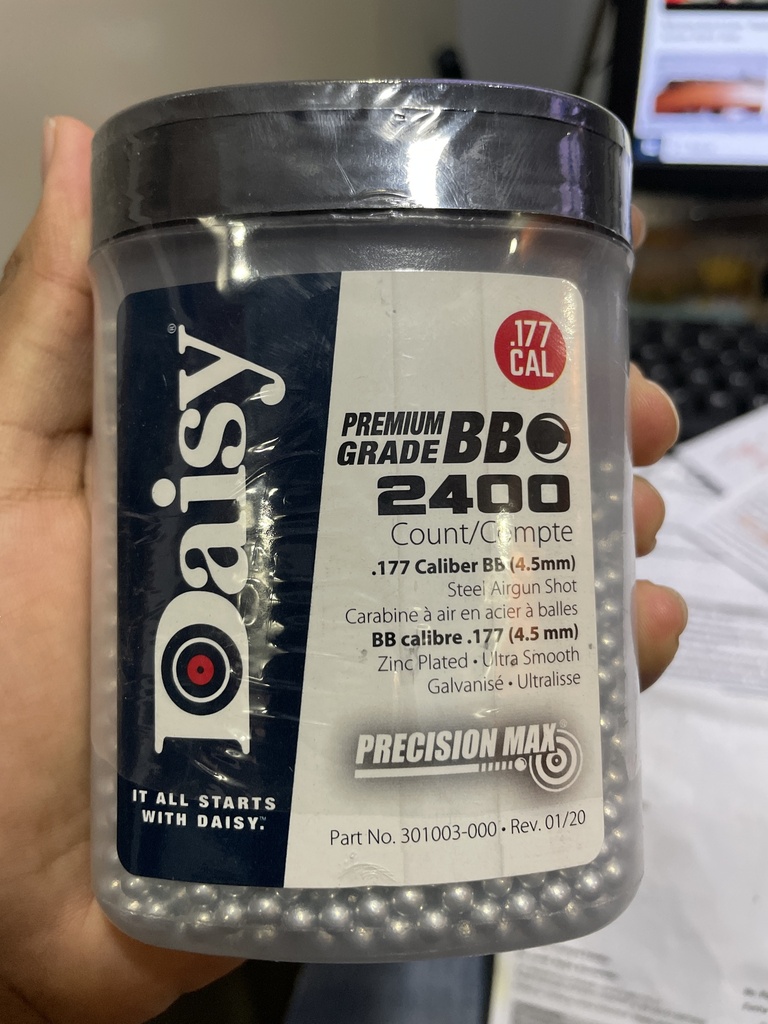 Daisy®
IT ALL STARTS
WITH DAISY.™
.177
CAL
PREMIUM
GRADE BB
2400
Count/Compte
.177 Caliber BB (4.5mm)
Steel Airgun Shot
Carabine à air en acier à balles
BB calibre .177 (4.5 mm)
Zinc Plated • Ultra Smooth
Galvanisé • Ultralisse
PRECISION MAX®
Part No. 301003-000 • Rev. 01/20